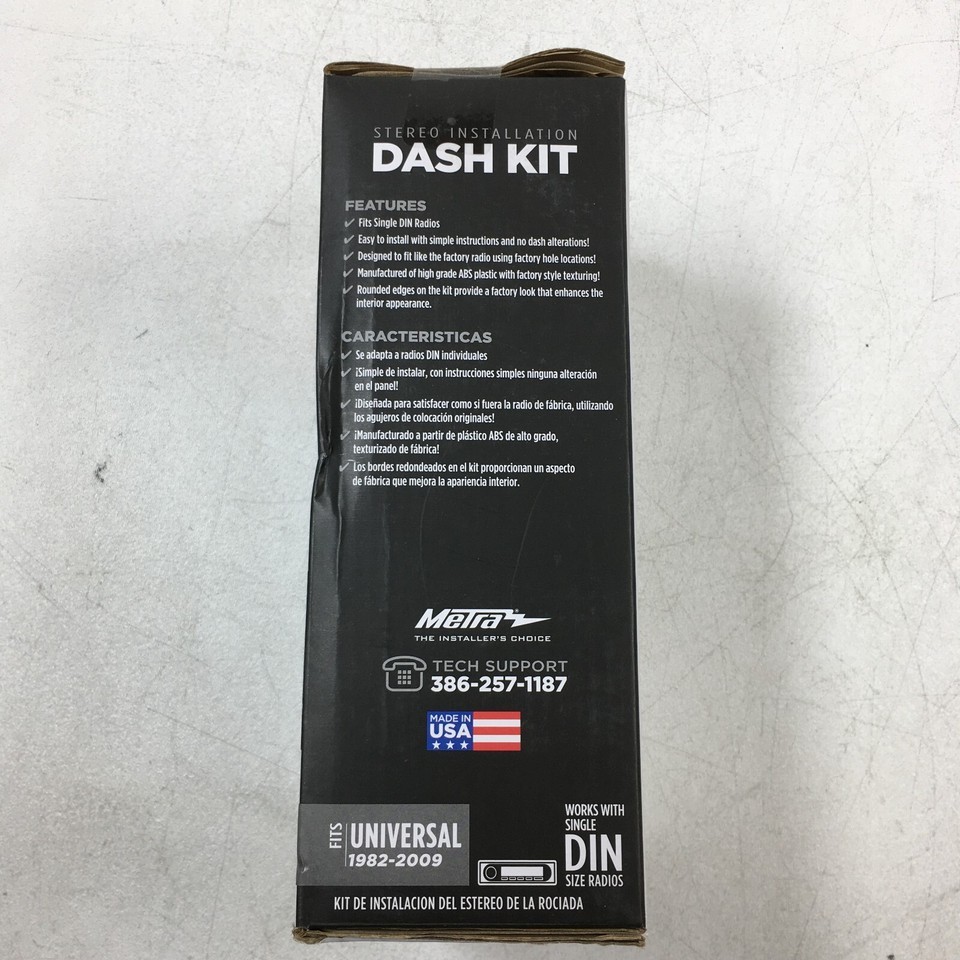 STEREO INSTALLATION
DASH KIT
FEATURES
Fits Single DIN Radios
Easy to install with simple instructions and no dash alterations!
Designed to fit like the factory radio using factory hole locations!
Manufactured of high grade ABS plastic with factory style texturing!
Rounded edges on the kit provide a factory look that enhances the
interior appearance.
CARACTERISTICAS
Se adapta a radios DIN individuales
¡Simple de instalar, con instrucciones simples ninguna alteración
en el panel!
¡Diseñada para satisfacer como si fuera la radio de fábrica, utilizando
los agujeros de colocación originales!
¡Manufacturado a partir de plástico ABS de alto grado,
texturizado de fábrica!
Los bordes redondeados en el kit proporcionan un aspecto
de fábrica que mejora la apariencia interior.
Metra®
THE INSTALLER'S CHOICE
TECH SUPPORT
386-257-1187
MADE IN
USA
FITS
UNIVERSAL
1982-2009
WORKS WITH
SINGLE
DIN
SIZE RADIOS
KIT DE INSTALACION DEL ESTEREO DE LA ROCIADA